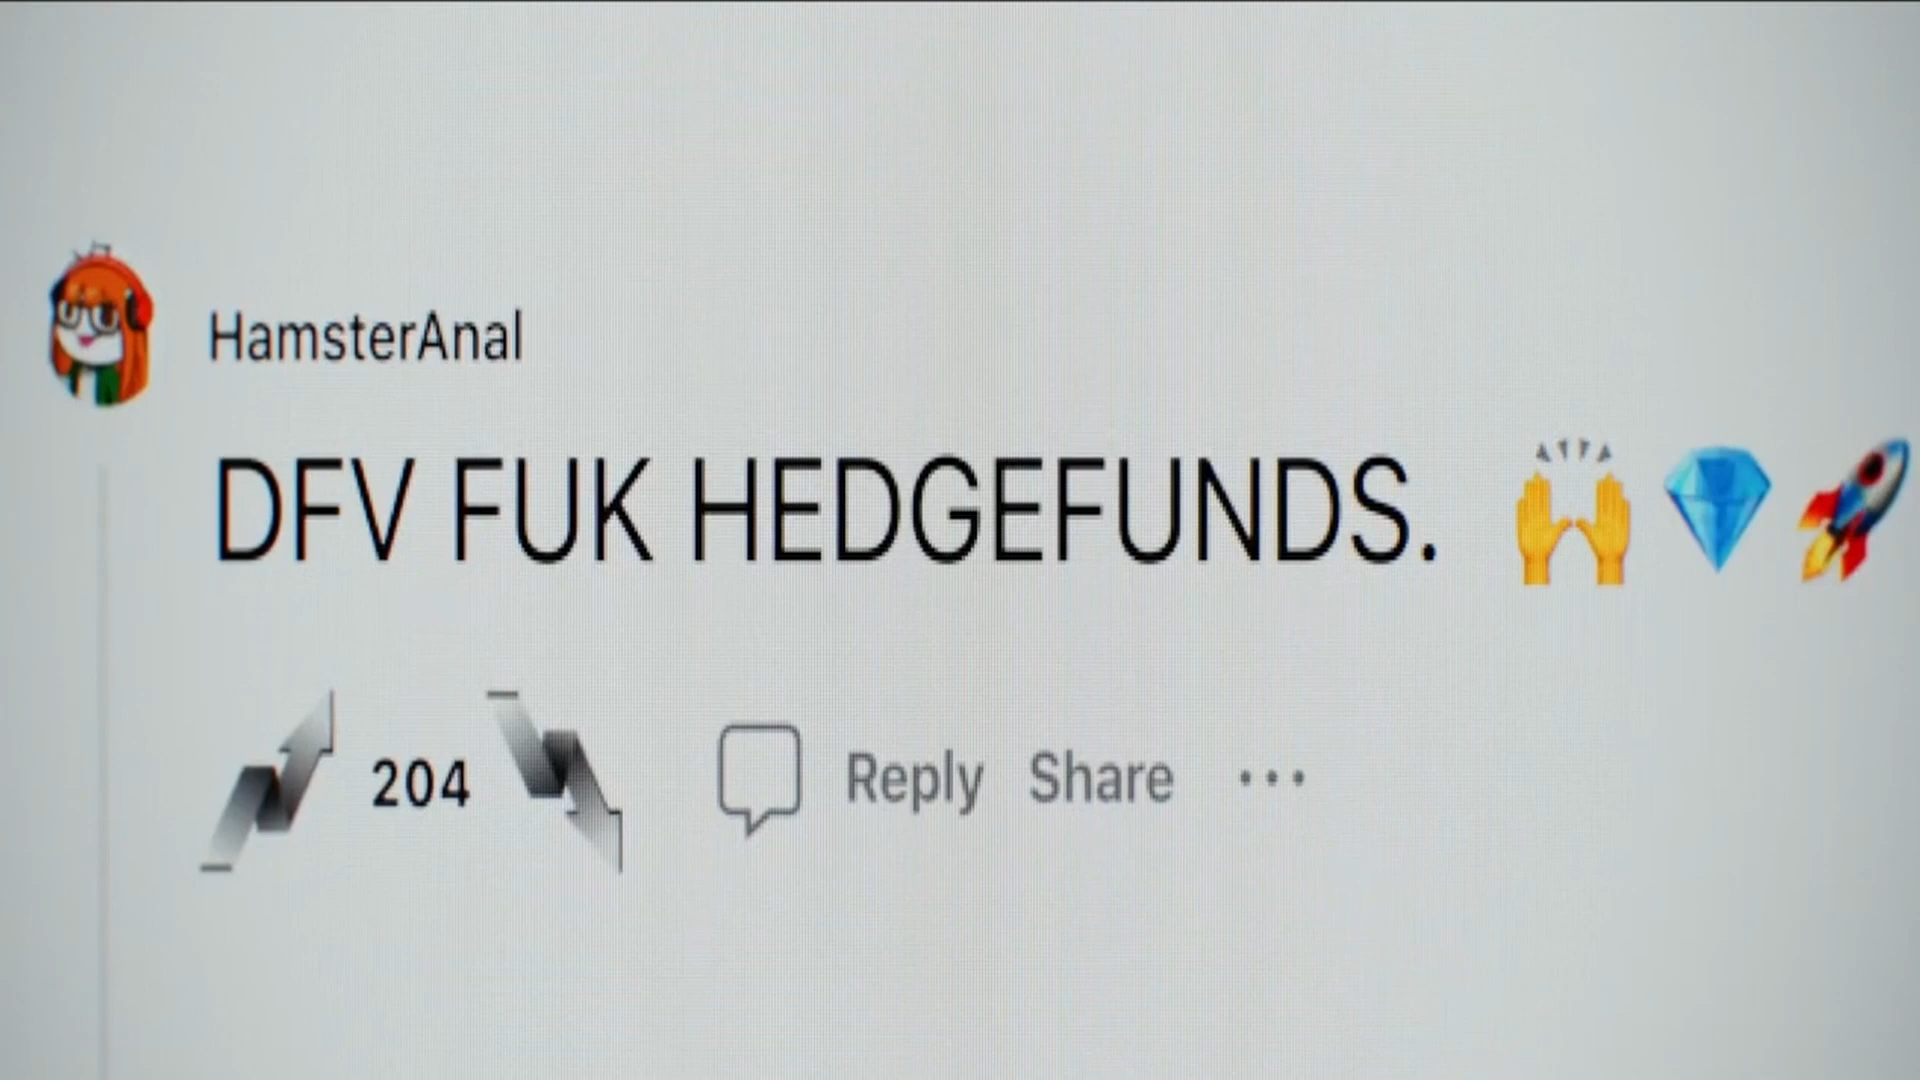 HamsterAnal
DFV FUK HEDGEFUNDS. 🙌 💎 🚀
204 Reply Share ...